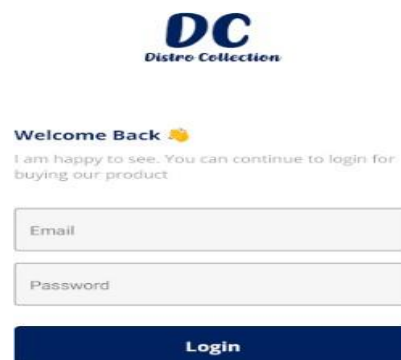 DC
Distro Collection
Welcome Back 👋
I am happy to see. You can continue to login for
buying our product
Email
Password
Login